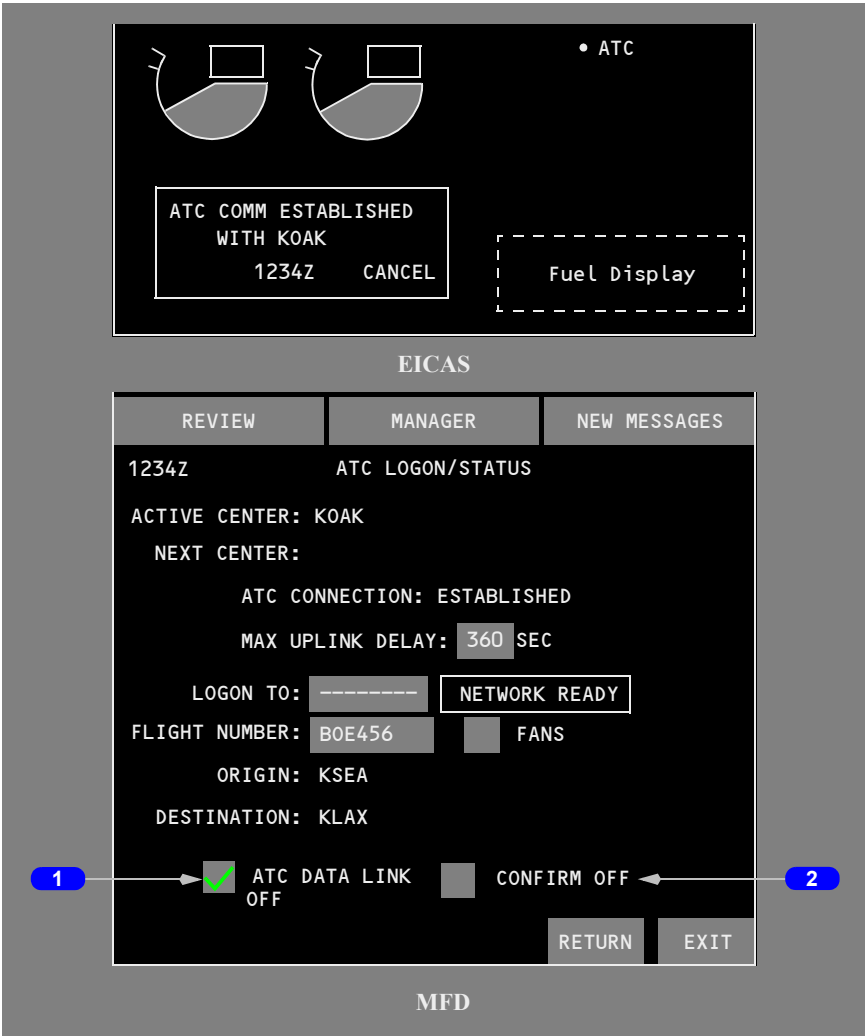 • ATC
ATC COMM ESTABLISHED
WITH KOAK
1234Z CANCEL
Fuel Display
EICAS
REVIEW MANAGER NEW MESSAGES
1234Z ATC LOGON/STATUS
ACTIVE CENTER: KOAK
NEXT CENTER:
ATC CONNECTION: ESTABLISHED
MAX UPLINK DELAY: 360 SEC
LOGON TO: -------- NETWORK READY
FLIGHT NUMBER: BOE456 FANS
ORIGIN: KSEA
DESTINATION: KLAX
1 ATC DATA LINK CONFIRM OFF 2
OFF
RETURN EXIT
MFD